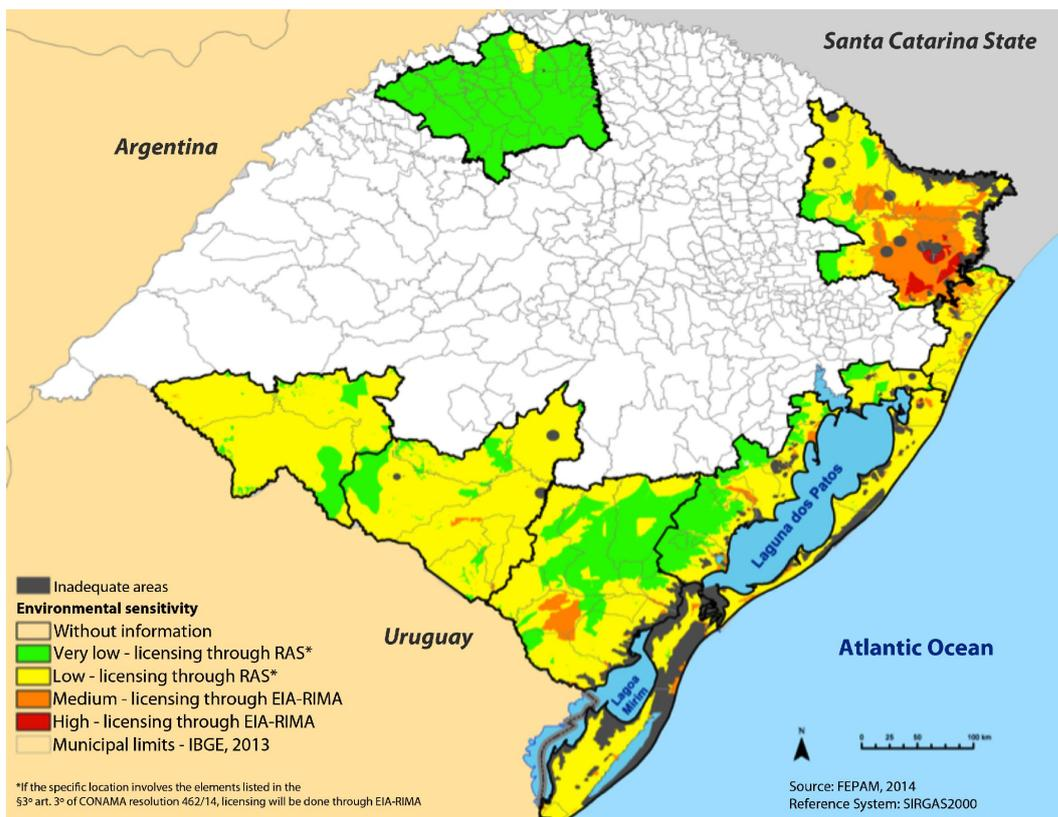 Santa Catarina State
Argentina
Laguna dos Patos
Uruguay
Atlantic Ocean
Lagoa
Mirim
Inadequate areas
Environmental sensitivity
Without information
Very low - licensing through RAS*
Low - licensing through RAS*
Medium - licensing through EIA-RIMA
High - licensing through EIA-RIMA
Municipal limits - IBGE, 2013
*If the specific location involves the elements listed in the
§3º art. 3º of CONAMA resolution 462/14, licensing will be done through EIA-RIMA
N
0 25 50 100 km
Source: FEPAM, 2014
Reference System: SIRGAS2000